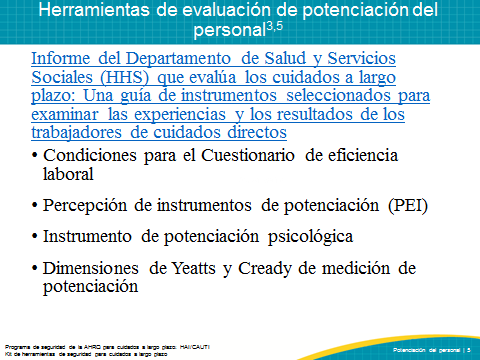 Herramientas de evaluación de potenciación del
personal3,5
Informe del Departamento de Salud y Servicios
Sociales (HHS) que evalúa los cuidados a largo
plazo: Una guía de instrumentos seleccionados para
examinar las experiencias y los resultados de los
trabajadores de cuidados directos
• Condiciones para el Cuestionario de eficiencia
laboral
• Percepción de instrumentos de potenciación (PEI)
• Instrumento de potenciación psicológica
• Dimensiones de Yeatts y Cready de medición de
potenciación
Programa de seguridad de la AHRQ para cuidados a largo plazo: HAI/CAUTI
Kit de herramientas de seguridad para cuidados a largo plazo
Potenciación del personal | 5